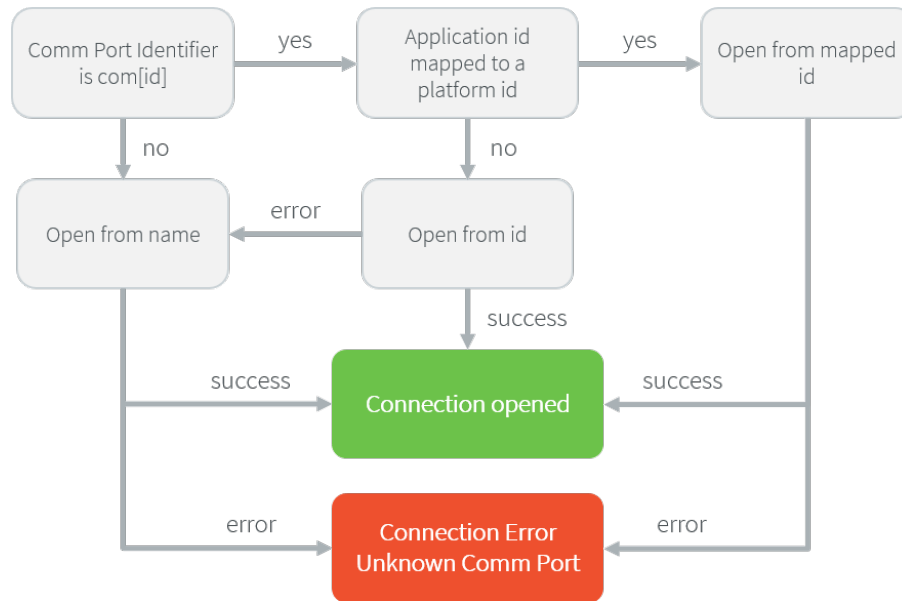 Comm Port Identifier
is com[id]
yes
Application id
mapped to a
platform id
yes
Open from mapped
id
no
no
Open from name
error
Open from id
success
success
Connection opened
success
error
Connection Error
Unknown Comm Port
error